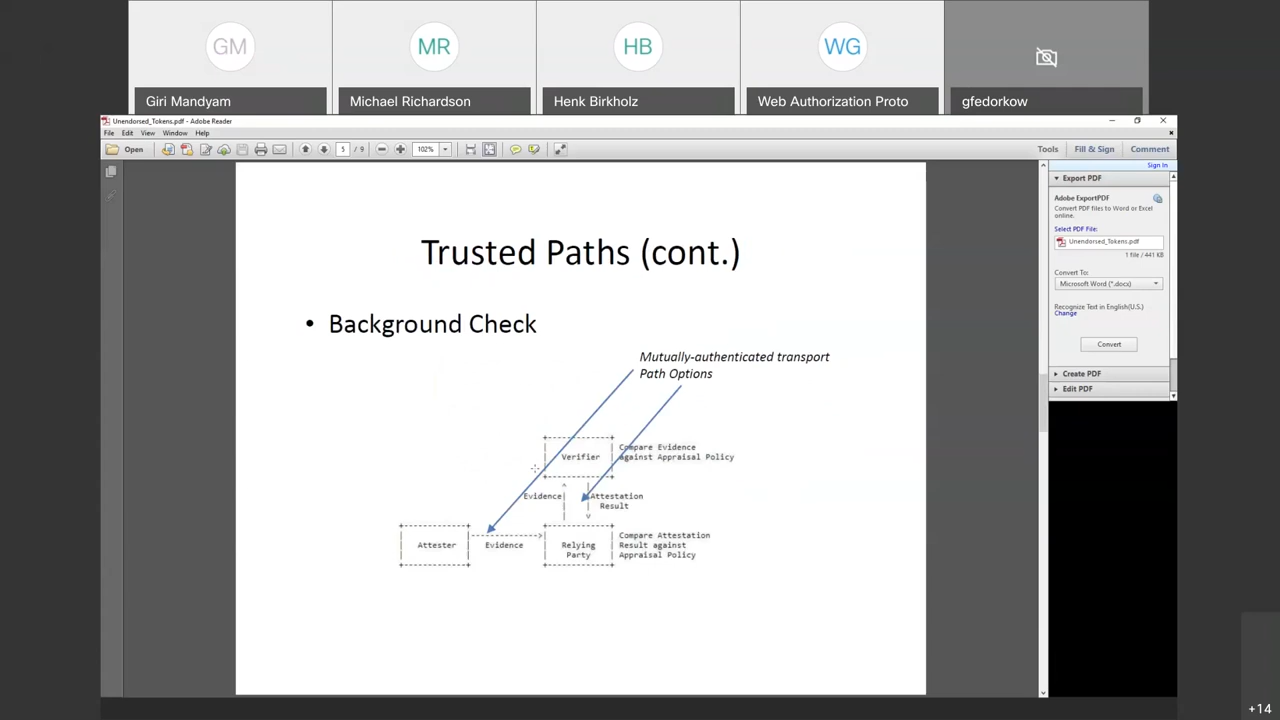 GM
MR
HB
WG
Giri Mandyam
Michael Richardson
Henk Birkholz
Web Authorization Proto
gfedorkow
Unendorsed_Tokens.pdf - Adobe Reader
File Edit View Window Help
Open
5 / 9
102%
Tools
Fill & Sign
Comment
Sign In
Export PDF
Adobe ExportPDF
Convert PDF files to Word or Excel
online.
Select PDF File:
Unendorsed_Tokens.pdf
1 file / 441 KB
Convert To:
Microsoft Word (*.docx)
Recognize Text in English(U.S.)
Change
Convert
Create PDF
Edit PDF
Trusted Paths (cont.)
• Background Check
Mutually-authenticated transport
Path Options
Verifier
Compare Evidence
against Appraisal Policy
Evidence
Attestation
Result
Attester
Evidence
Relying
Party
Compare Attestation
Result against
Appraisal Policy
+14